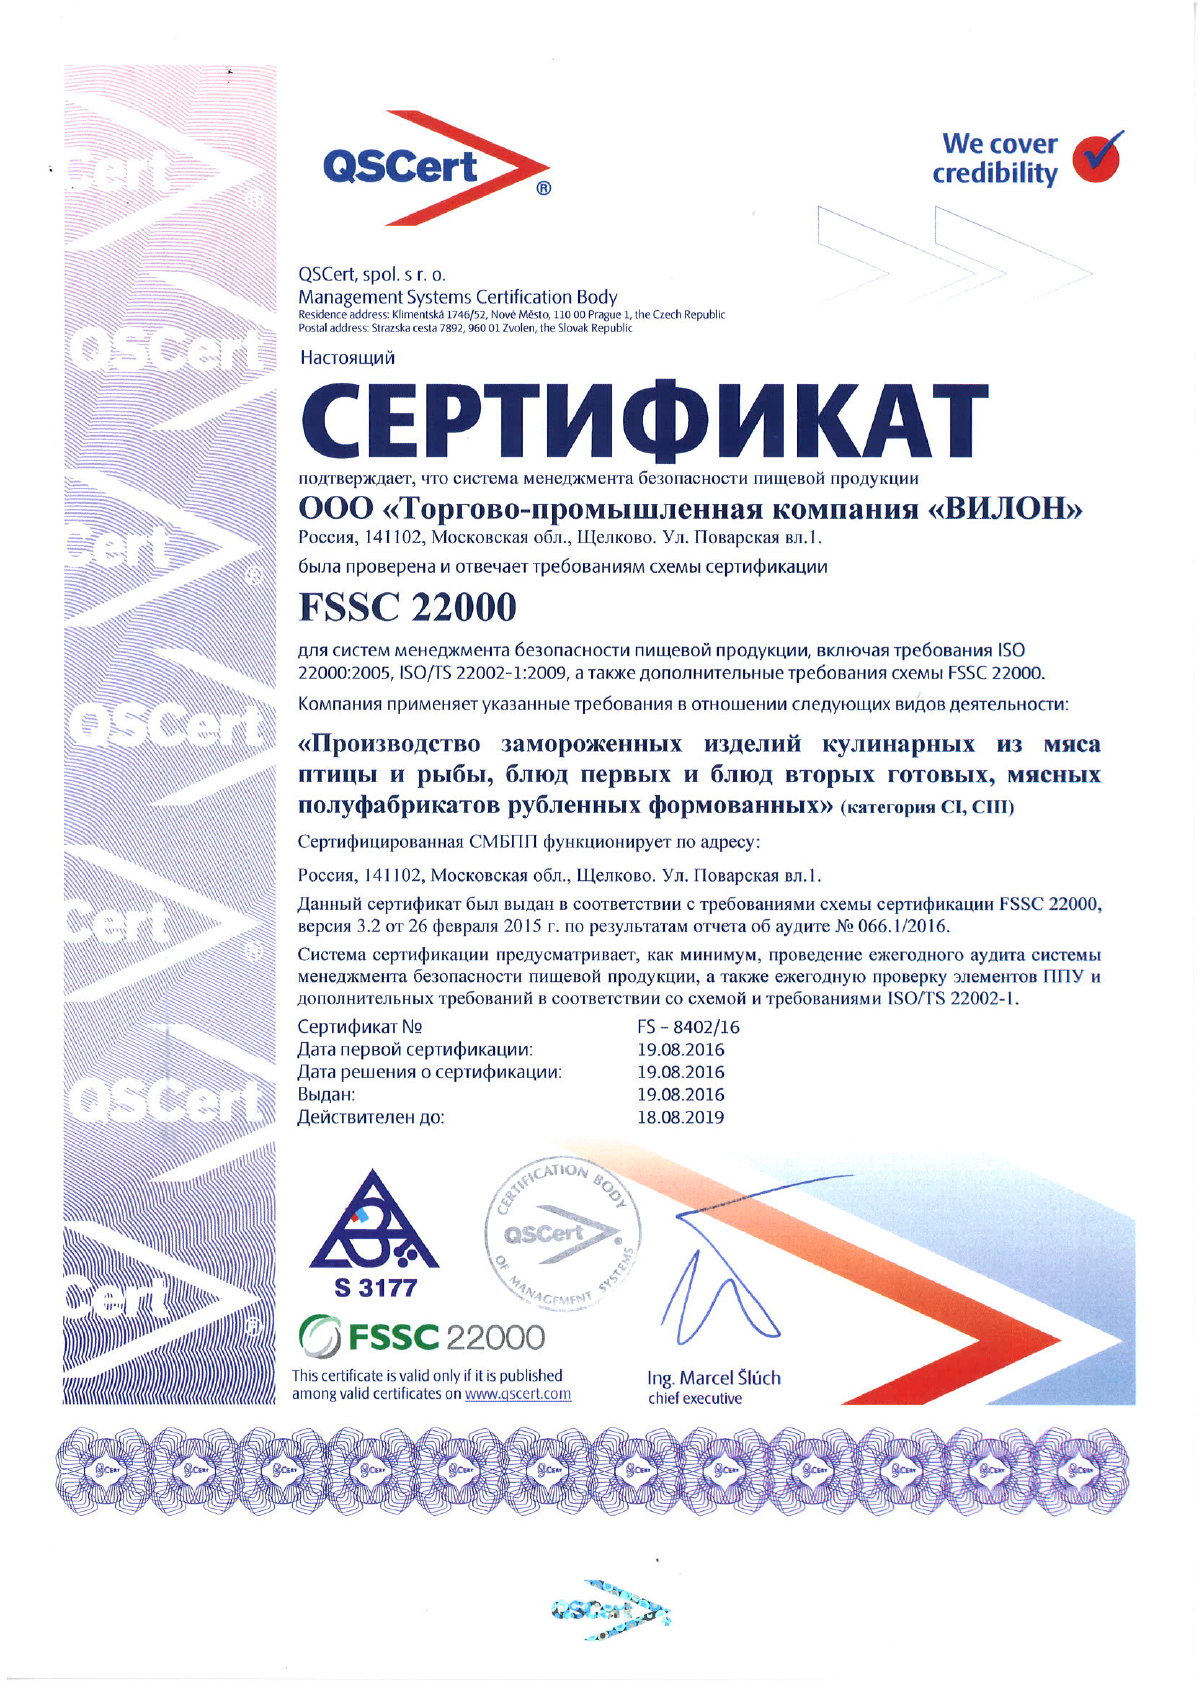 QSCert®
We cover
credibility
QSCert, spol. s r. o.
Management Systems Certification Body
Residence address: Klimentská 1746/52, Nové Město, 110 00 Prague 1, the Czech Republic
Postal address: Strazska cesta 7892, 960 01 Zvolen, the Slovak Republic
Настоящий
СЕРТИФИКАТ
подтверждает, что система менеджмента безопасности пищевой продукции
ООО «Торгово-промышленная компания «ВИЛОН»
Россия, 141102, Московская обл., Щелково. Ул. Поварская вл.1.
была проверена и отвечает требованиям схемы сертификации
FSSC 22000
для систем менеджмента безопасности пищевой продукции, включая требования ISO
22000:2005, ISO/TS 22002-1:2009, а также дополнительные требования схемы FSSC 22000.
Компания применяет указанные требования в отношении следующих видов деятельности:
«Производство замороженных изделий кулинарных из мяса
птицы и рыбы, блюд первых и блюд вторых готовых, мясных
полуфабрикатов рубленных формованных» (категория CI, CIII)
Сертифицированная СМБПП функционирует по адресу:
Россия, 141102, Московская обл., Щелково. Ул. Поварская вл.1.
Данный сертификат был выдан в соответствии с требованиями схемы сертификации FSSC 22000,
версия 3.2 от 26 февраля 2015 г. по результатам отчета об аудите № 066.1/2016.
Система сертификации предусматривает, как минимум, проведение ежегодного аудита системы
менеджмента безопасности пищевой продукции, а также ежегодную проверку элементов ППУ и
дополнительных требований в соответствии со схемой и требованиями ISO/TS 22002-1.
Сертификат № FS – 8402/16
Дата первой сертификации: 19.08.2016
Дата решения о сертификации: 19.08.2016
Выдан: 19.08.2016
Действителен до: 18.08.2019
CERTIFICATION BODY
QSCert®
OF MANAGEMENT SYSTEMS
S 3177
FSSC 22000
This certificate is valid only if it is published
among valid certificates on www.qscert.com
Ing. Marcel Šlúch
chief executive
QSCert